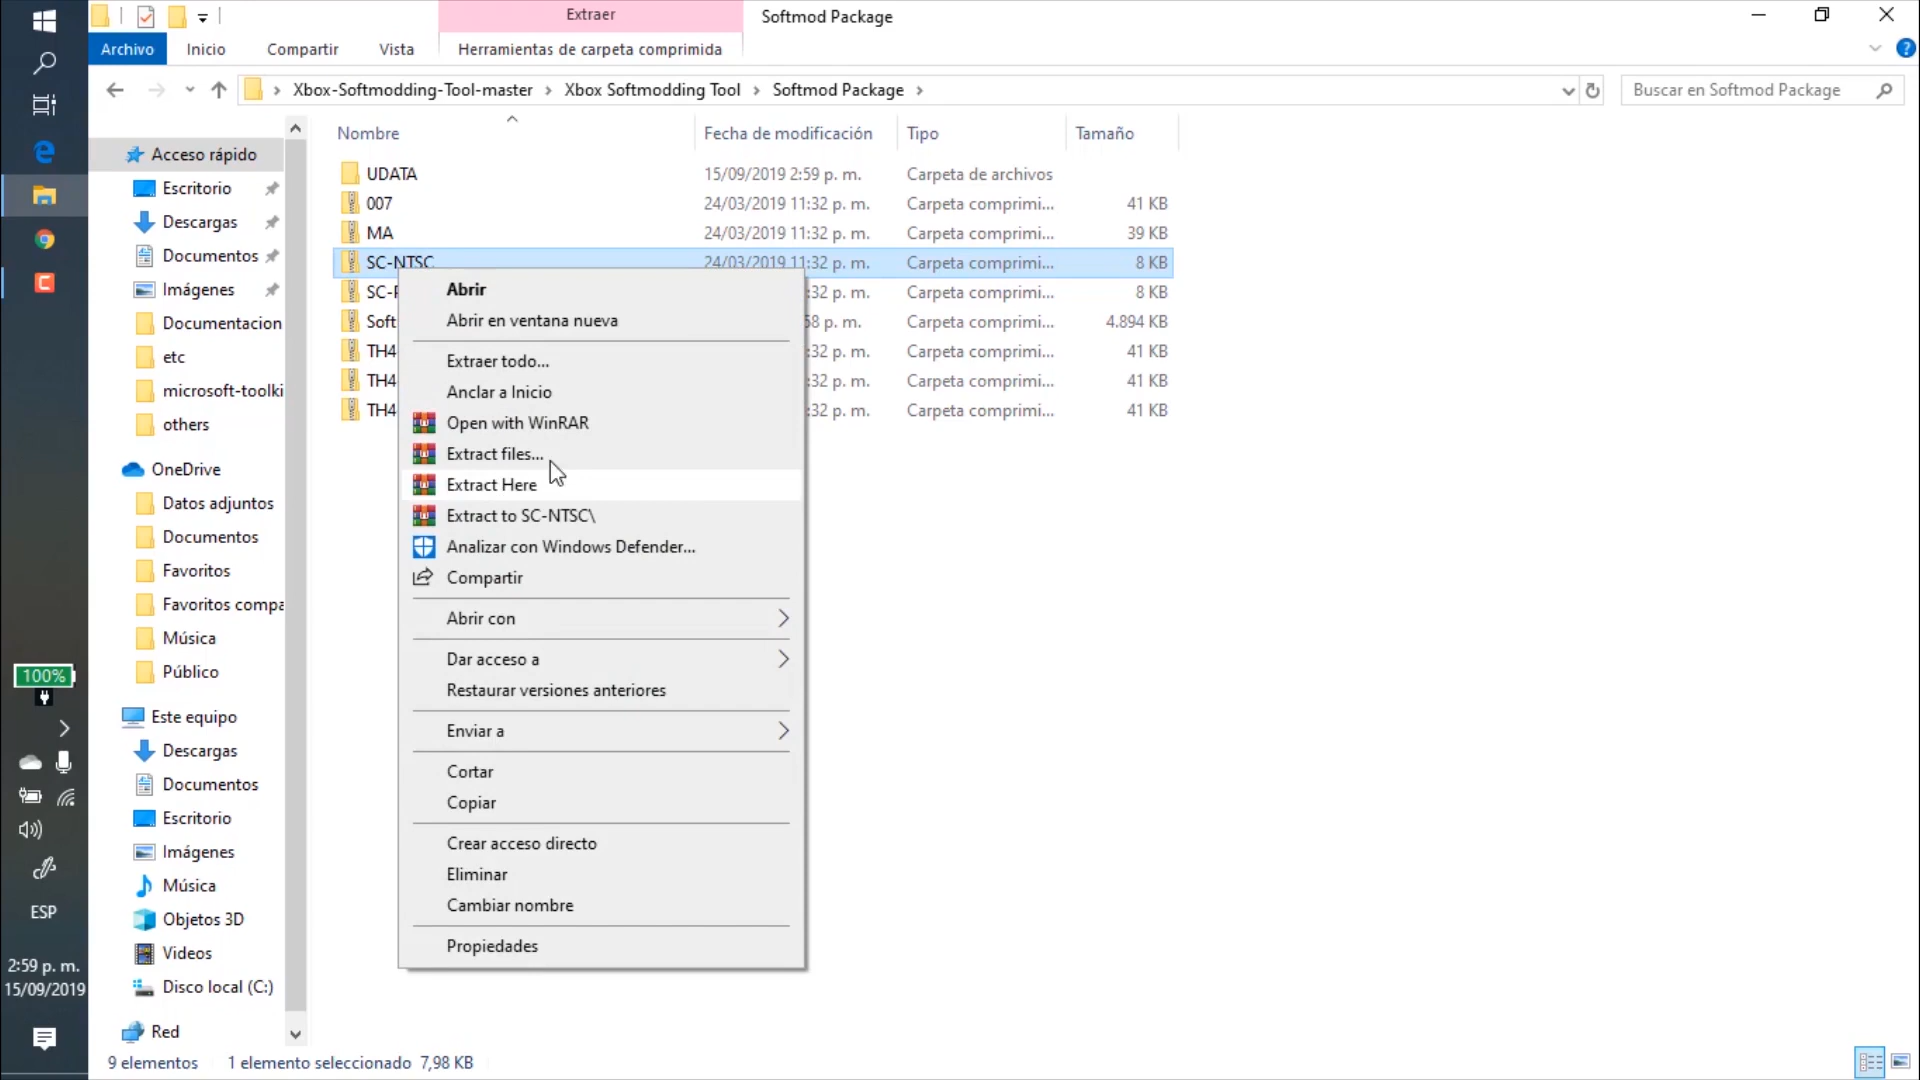 Extraer
Softmod Package
Archivo
Inicio
Compartir
Vista
Herramientas de carpeta comprimida
Xbox-Softmodding-Tool-master
Xbox Softmodding Tool
Softmod Package
Buscar en Softmod Package
Nombre
Fecha de modificación
Tipo
Tamaño
UDATA 15/09/2019 2:59 p. m. Carpeta de archivos
007 24/03/2019 11:32 p. m. Carpeta comprimi... 41 KB
MA 24/03/2019 11:32 p. m. Carpeta comprimi... 39 KB
SC-NTSC 24/03/2019 11:32 p. m. Carpeta comprimi... 8 KB
SC- :32 p. m. Carpeta comprimi... 8 KB
Soft 58 p. m. Carpeta comprimi... 4.894 KB
TH4 :32 p. m. Carpeta comprimi... 41 KB
TH4 :32 p. m. Carpeta comprimi... 41 KB
TH4 :32 p. m. Carpeta comprimi... 41 KB
Abrir
Abrir en ventana nueva
Extraer todo...
Anclar a Inicio
Open with WinRAR
Extract files...
Extract Here
Extract to SC-NTSC\
Analizar con Windows Defender...
Compartir
Abrir con
Dar acceso a
Restaurar versiones anteriores
Enviar a
Cortar
Copiar
Crear acceso directo
Eliminar
Cambiar nombre
Propiedades
Acceso rápido
Escritorio
Descargas
Documentos
Imágenes
Documentacion
etc
microsoft-toolki
others
OneDrive
Datos adjuntos
Documentos
Favoritos
Favoritos compa
Música
Público
Este equipo
Descargas
Documentos
Escritorio
Imágenes
Música
Objetos 3D
Videos
Disco local (C:)
Red
9 elementos
1 elemento seleccionado 7,98 KB
100%
ESP
2:59 p. m.
15/09/2019